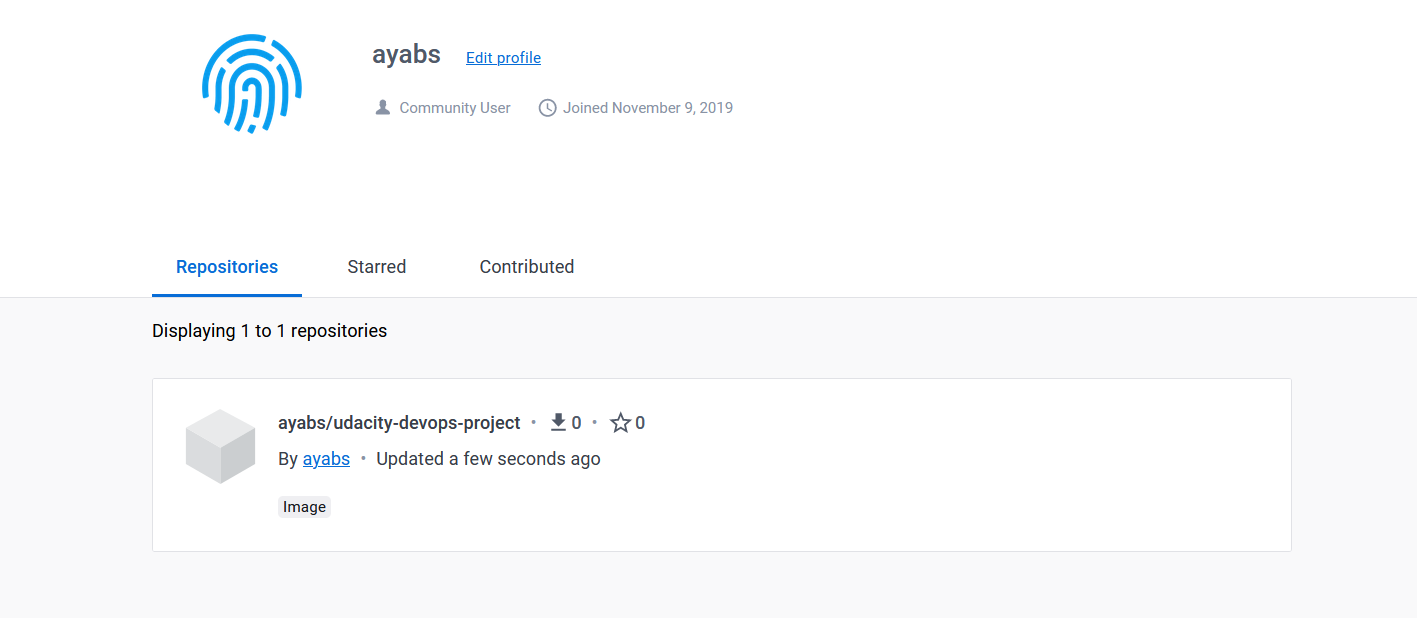 ayabs Edit profile
Community User Joined November 9, 2019
Repositories Starred Contributed
Displaying 1 to 1 repositories
ayabs/udacity-devops-project • 0 • 0
By ayabs • Updated a few seconds ago
Image